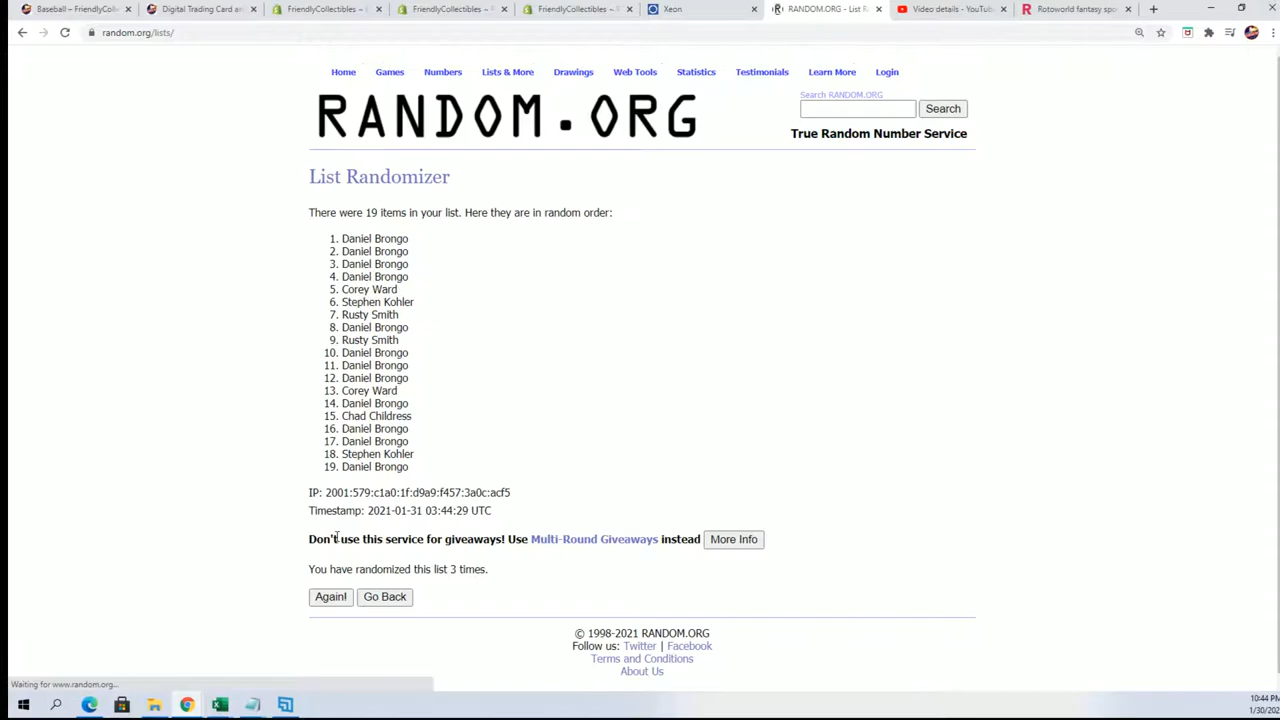 Baseball – FriendlyColl
Digital Trading Card a
FriendlyCollectibles –
FriendlyCollectibles –
FriendlyCollectibles –
Xeon
RANDOM.ORG - List R
Video details - YouTub
Rotoworld fantasy spo
random.org/lists/
Home Games Numbers Lists & More Drawings Web Tools Statistics Testimonials Learn More Login
Search RANDOM.ORG
RANDOM.ORG
Search
True Random Number Service
List Randomizer
There were 19 items in your list. Here they are in random order:
1. Daniel Brongo
2. Daniel Brongo
3. Daniel Brongo
4. Daniel Brongo
5. Corey Ward
6. Stephen Kohler
7. Rusty Smith
8. Daniel Brongo
9. Rusty Smith
10. Daniel Brongo
11. Daniel Brongo
12. Daniel Brongo
13. Corey Ward
14. Daniel Brongo
15. Chad Childress
16. Daniel Brongo
17. Daniel Brongo
18. Stephen Kohler
19. Daniel Brongo
IP: 2001:579:c1a0:1f:d9a9:f457:3a0c:acf5
Timestamp: 2021-01-31 03:44:29 UTC
Don't use this service for giveaways! Use Multi-Round Giveaways instead More Info
You have randomized this list 3 times.
Again! Go Back
© 1998-2021 RANDOM.ORG
Follow us: Twitter | Facebook
Terms and Conditions
About Us
Waiting for www.random.org...
10:44 PM
1/30/202